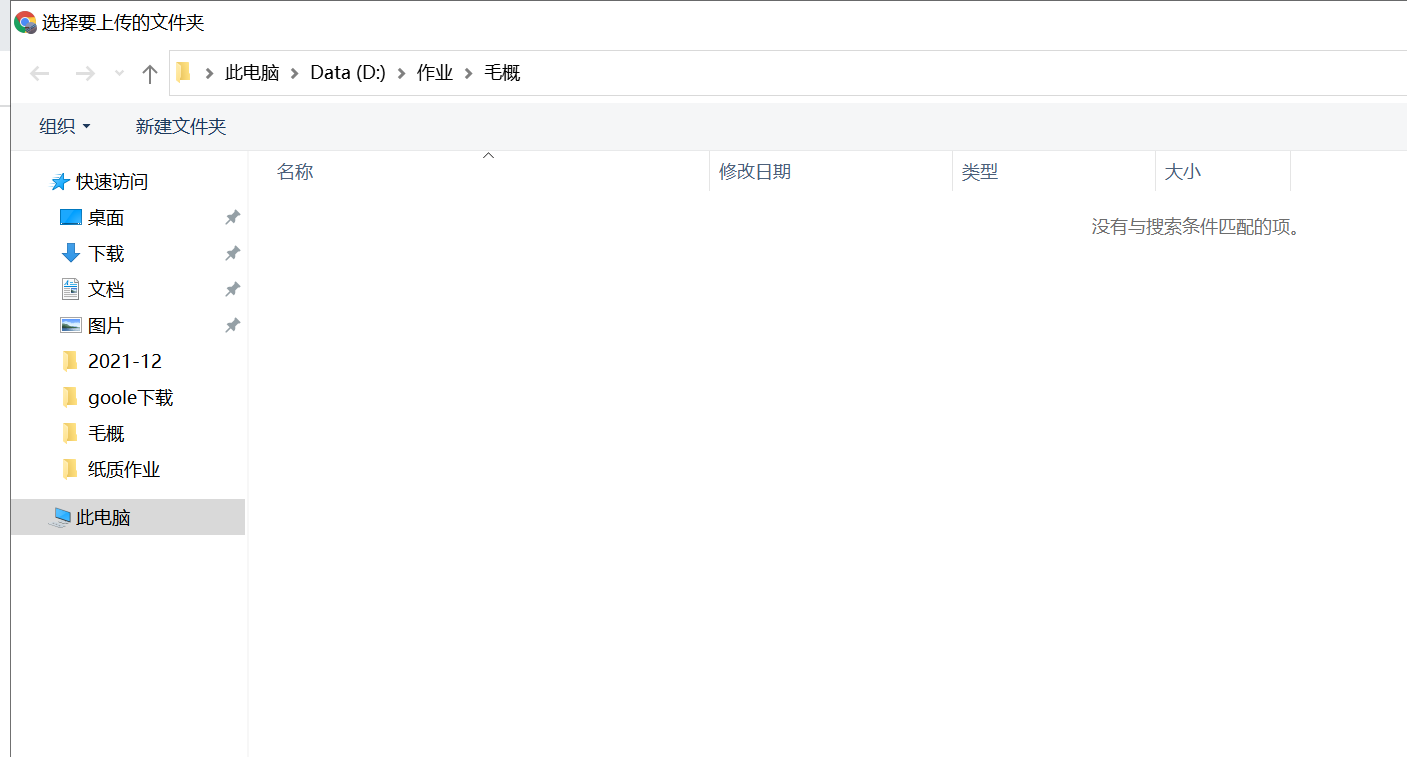 选择要上传的文件夹
此电脑 Data (D:) 作业 毛概
组织 新建文件夹
名称 修改日期 类型 大小
没有与搜索条件匹配的项。
快速访问
桌面
下载
文档
图片
2021-12
goole下载
毛概
纸质作业
此电脑